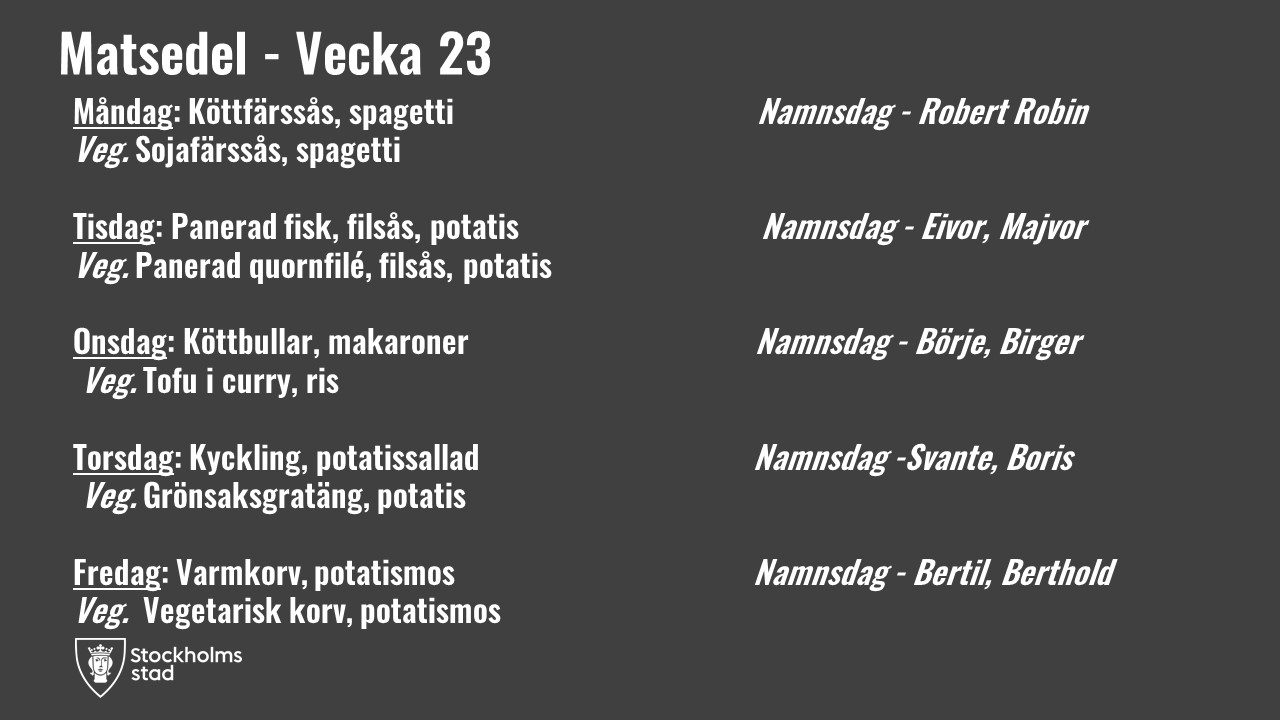 Matsedel - Vecka 23
Måndag: Köttfärssås, spagetti
Namnsdag - Robert Robin
Veg. Sojafärssås, spagetti
Tisdag: Panerad fisk, filsås, potatis
Namnsdag - Eivor, Majvor
Veg. Panerad quornfilé, filsås, potatis
Onsdag: Köttbullar, makaroner
Namnsdag - Börje, Birger
Veg. Tofu i curry, ris
Torsdag: Kyckling, potatissallad
Namnsdag -Svante, Boris
Veg. Grönsaksgratäng, potatis
Fredag: Varmkorv, potatismos
Namnsdag - Bertil, Berthold
Veg. Vegetarisk korv, potatismos
Stockholms
stad